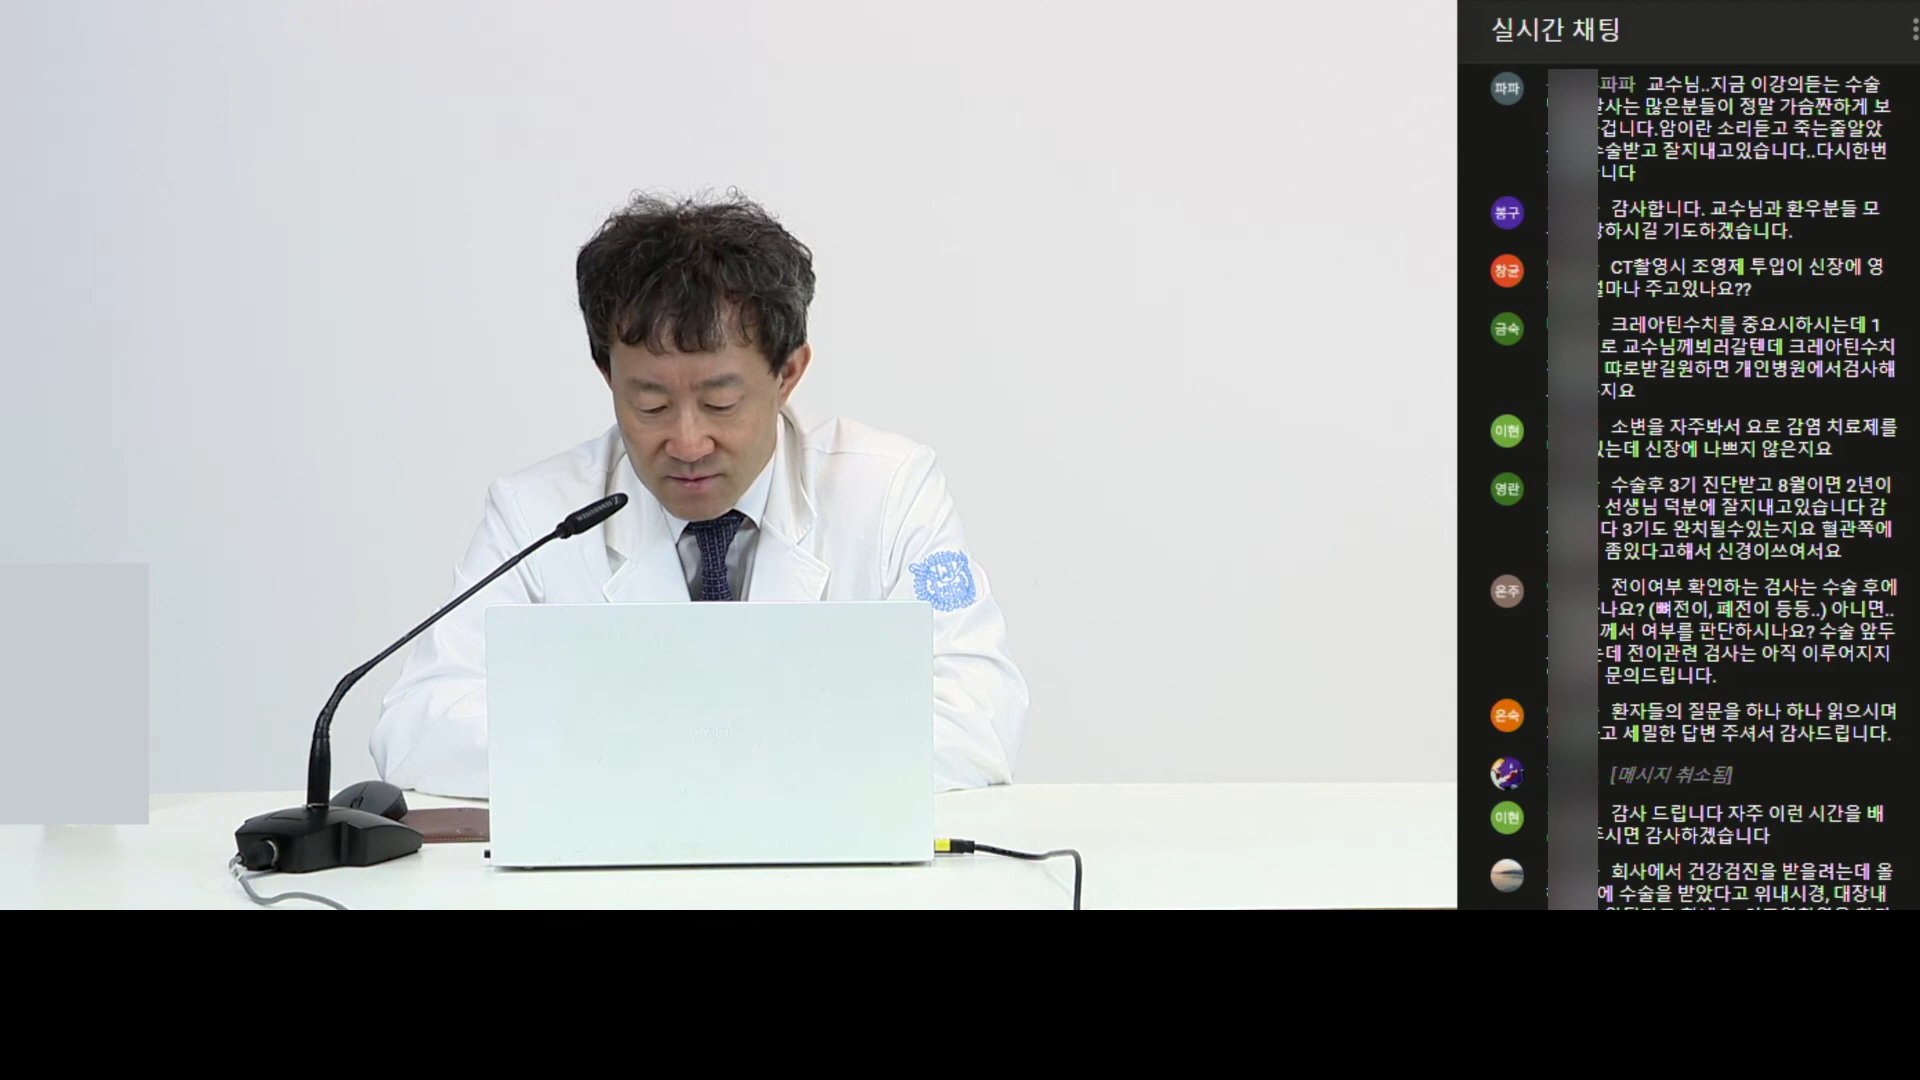 실시간 채팅
파파
파파 교수님..지금 이강의듣는 수술
사는 많은분들이 정말 가슴짠하게 보
겁니다.암이란 소리듣고 죽는줄알았
술받고 잘지내고있습니다..다시한번
니다
봉구
감사합니다. 교수님과 환우분들 모
하시길 기도하겠습니다.
창균
CT촬영시 조영제 투입이 신장에 영
마나 주고있나요??
금숙
크레아틴수치를 중요시하시는데 1
로 교수님께뵈러갈텐데 크레아틴수치
따로받길원하면 개인병원에서검사해
지요
이현
소변을 자주봐서 요로 감염 치료제를
는데 신장에 나쁘지 않은지요
영란
수술후 3기 진단받고 8월이면 2년이
선생님 덕분에 잘지내고있습니다 감
다 3기도 완치될수있는지요 혈관쪽에
좀있다고해서 신경이쓰여서요
은주
전이여부 확인하는 검사는 수술 후에
나요? (뼈전이, 폐전이 등등..) 아니면..
께서 여부를 판단하시나요? 수술 앞두
는데 전이관련 검사는 아직 이루어지지
문의드립니다.
은숙
환자들의 질문을 하나 하나 읽으시며
고 세밀한 답변 주셔서 감사드립니다.
[메시지 취소됨]
이현
감사 드립니다 자주 이런 시간을 배
주시면 감사하겠습니다
회사에서 건강검진을 받을려는데 올
에 수술을 받았다고 위내시경, 대장내